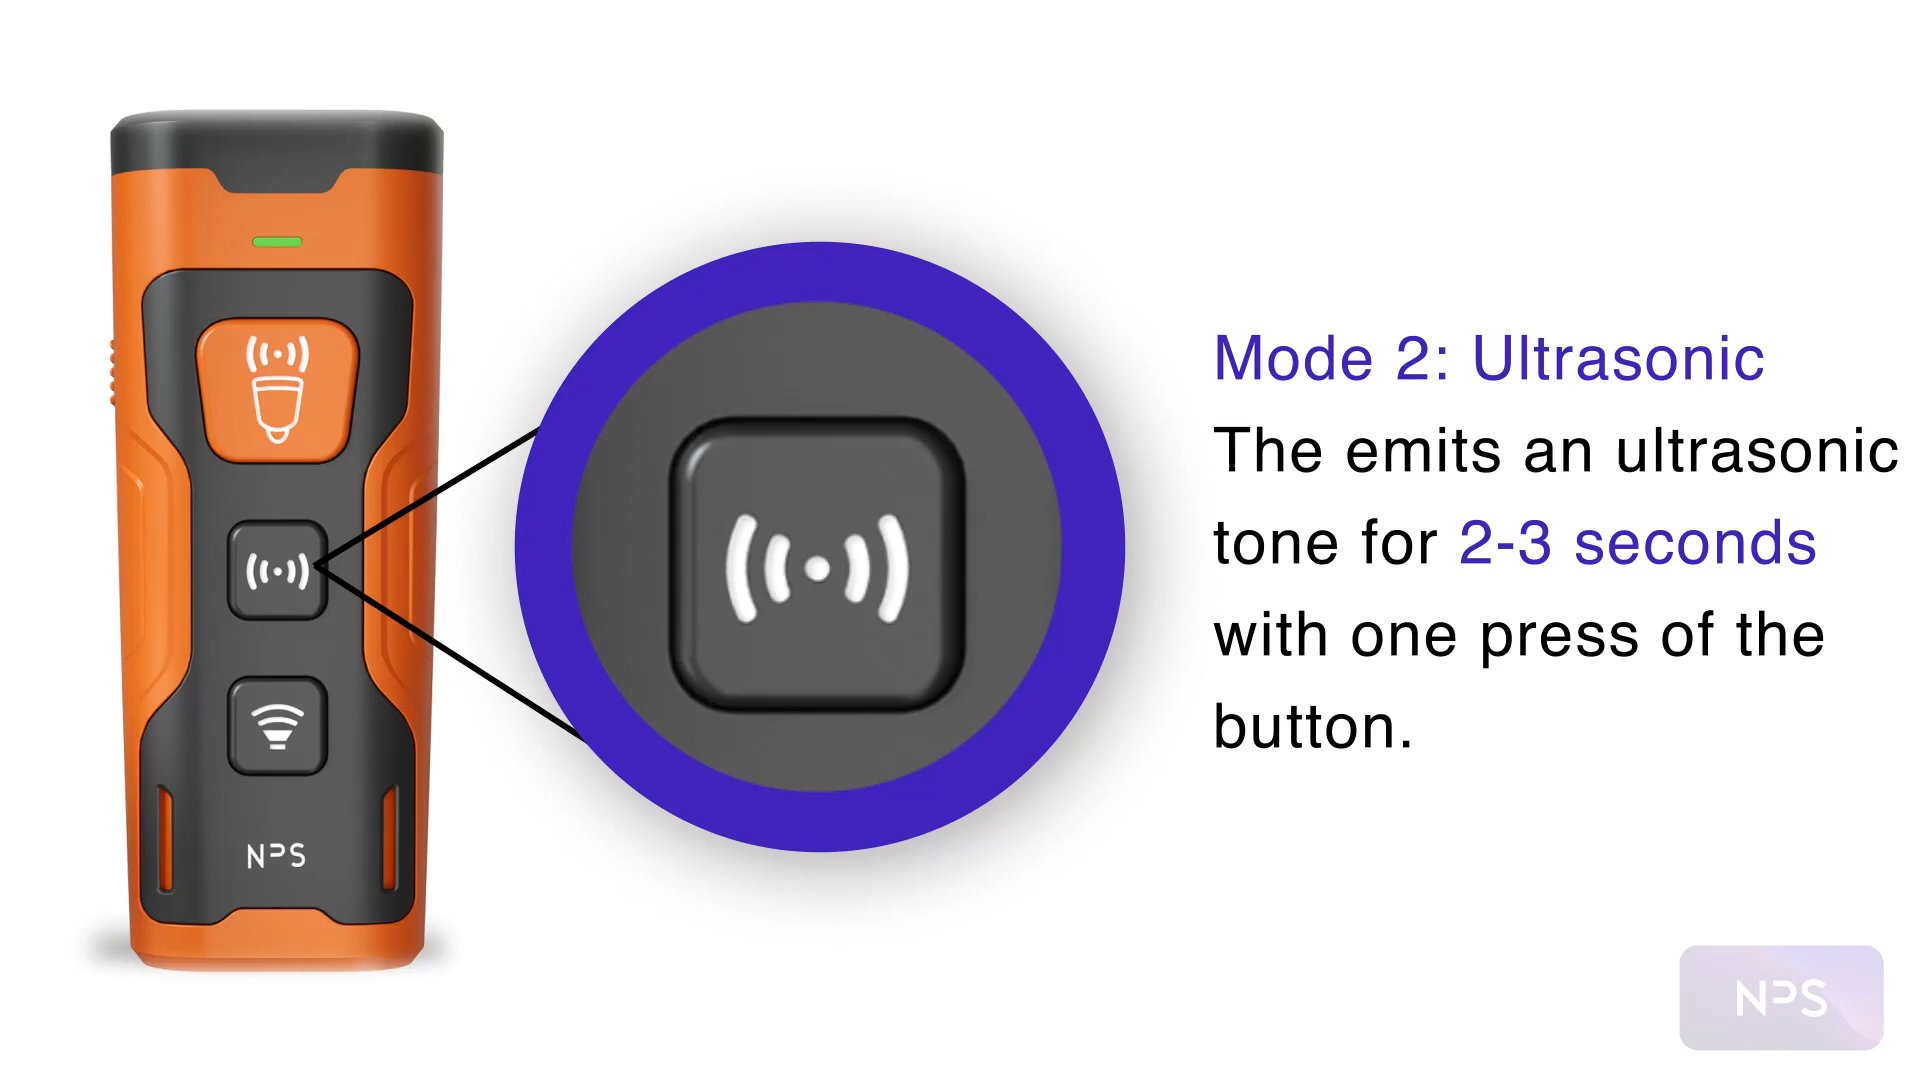 Mode 2: Ultrasonic
The emits an ultrasonic
tone for 2-3 seconds
with one press of the
button.
NPS
NPS